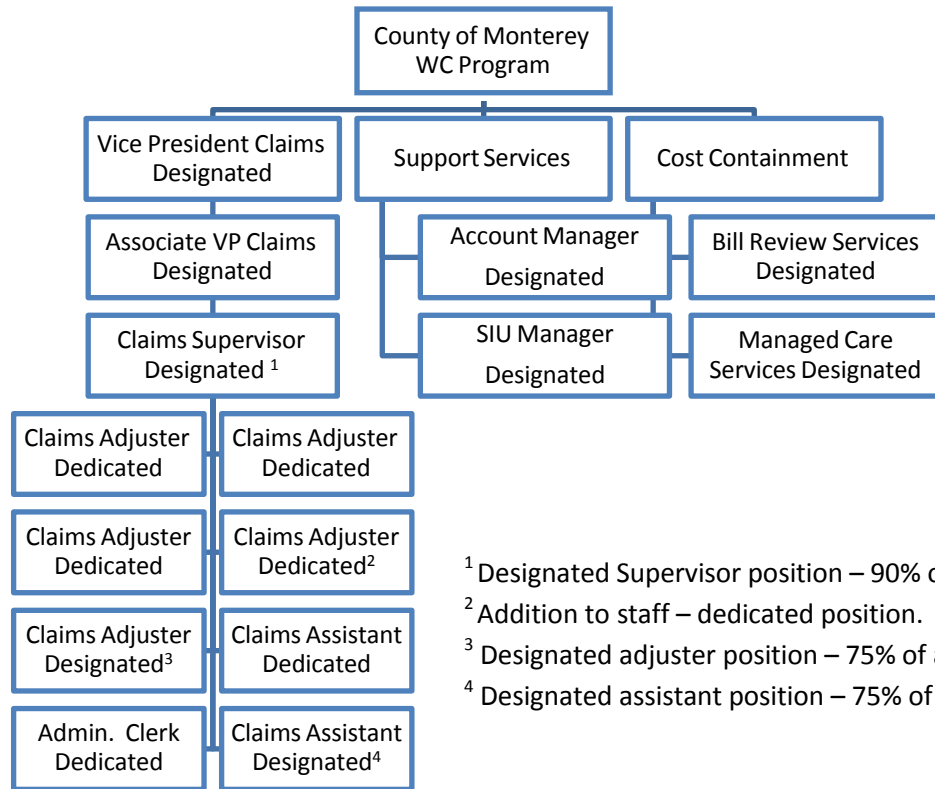 County of Monterey
WC Program
Vice President Claims
Designated
Support Services
Cost Containment
Associate VP Claims
Designated
Account Manager
Designated
Bill Review Services
Designated
Claims Supervisor
Designated ¹
SIU Manager
Designated
Managed Care
Services Designated
Claims Adjuster
Dedicated
Claims Adjuster
Dedicated
Claims Adjuster
Dedicated
Claims Adjuster
Dedicated²
Claims Adjuster
Designated³
Claims Assistant
Dedicated
Admin. Clerk
Dedicated
Claims Assistant
Designated⁴
¹ Designated Supervisor position – 90% o
² Addition to staff – dedicated position.
³ Designated adjuster position – 75% of
⁴ Designated assistant position – 75% of